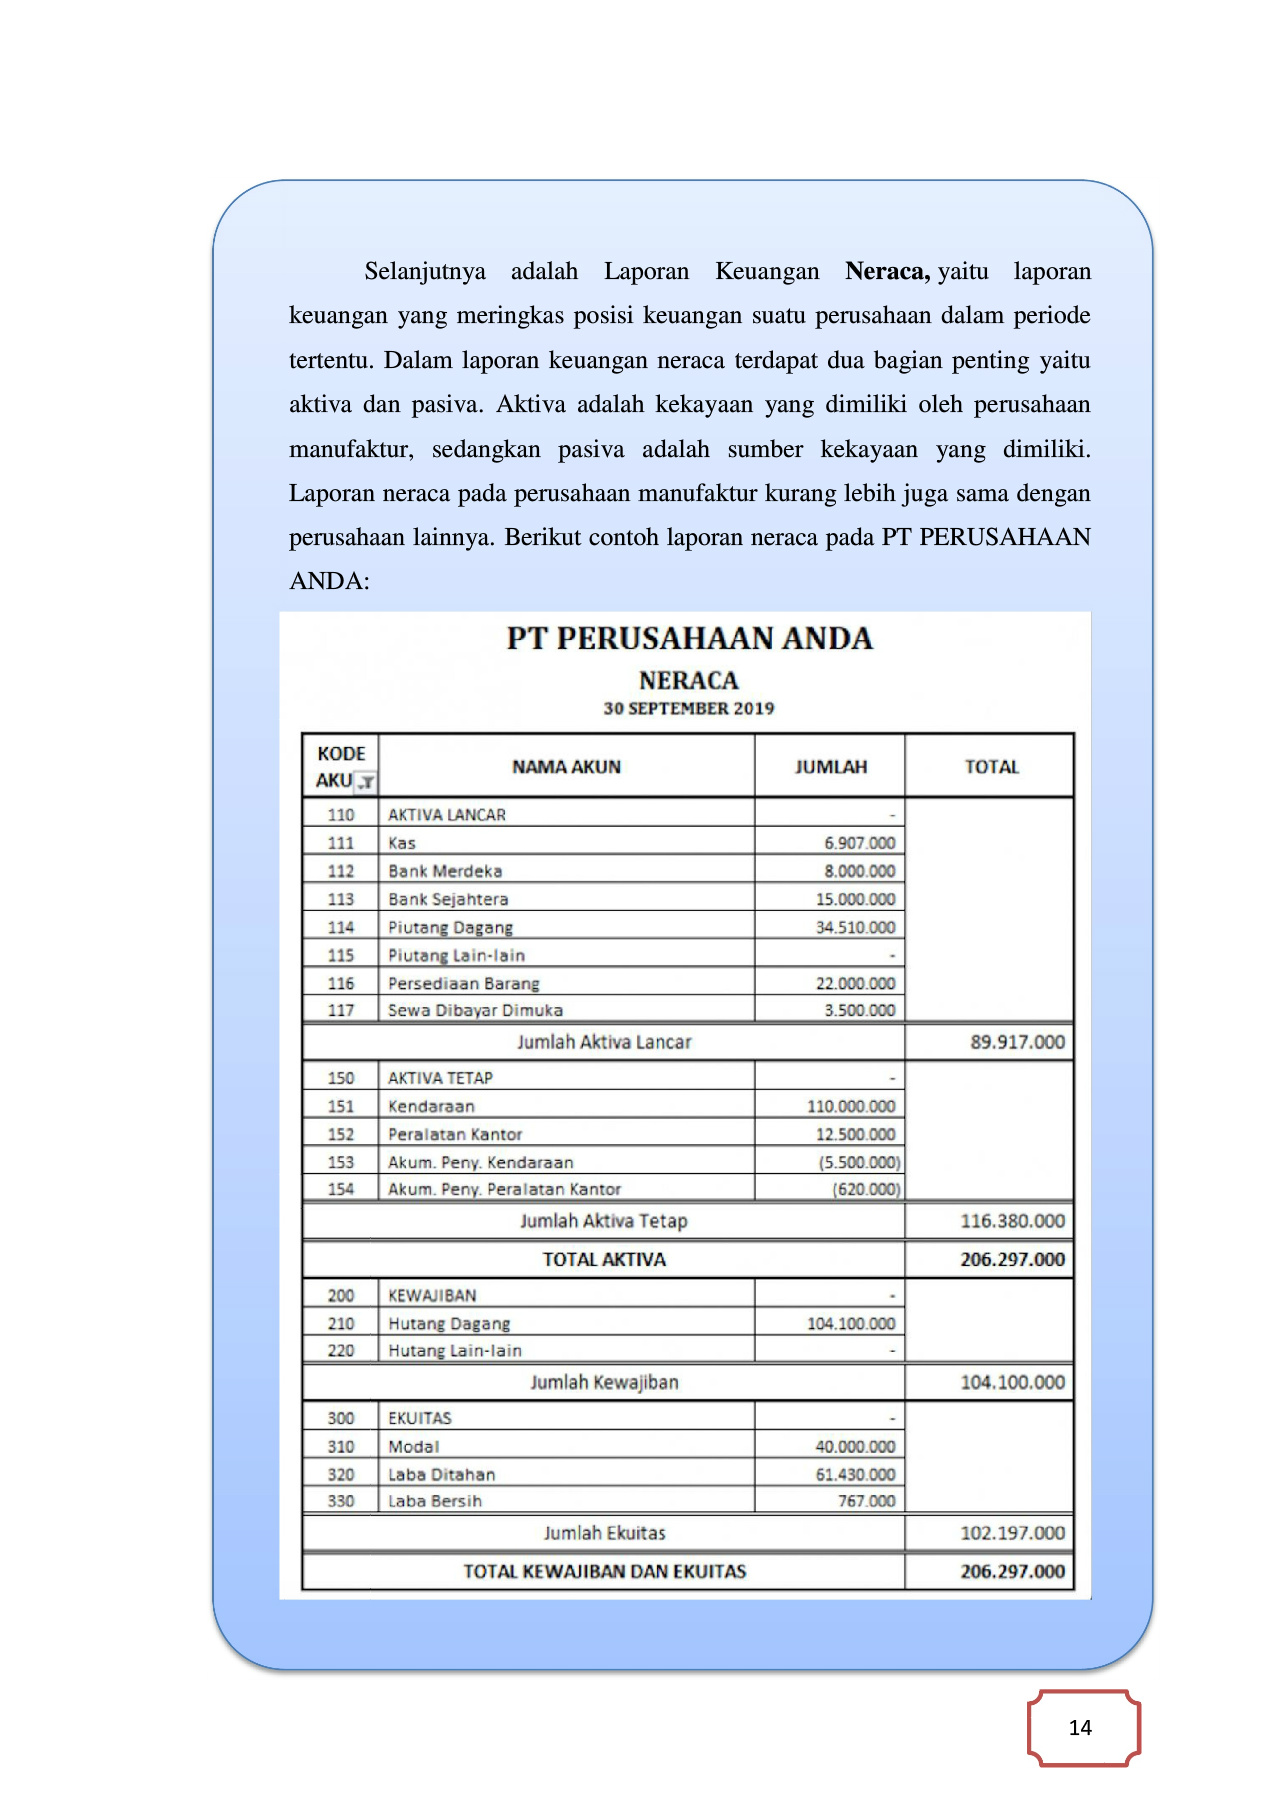 Selanjutnya adalah Laporan Keuangan Neraca, yaitu laporan
keuangan yang meringkas posisi keuangan suatu perusahaan dalam periode
tertentu. Dalam laporan keuangan neraca terdapat dua bagian penting yaitu
aktiva dan pasiva. Aktiva adalah kekayaan yang dimiliki oleh perusahaan
manufaktur, sedangkan pasiva adalah sumber kekayaan yang dimiliki.
Laporan neraca pada perusahaan manufaktur kurang lebih juga sama dengan
perusahaan lainnya. Berikut contoh laporan neraca pada PT PERUSAHAAN
ANDA:
PT PERUSAHAAN ANDA
NERACA
30 SEPTEMBER 2019
KODE AKU NAMA AKUN JUMLAH TOTAL
110 AKTIVA LANCAR -
111 Kas 6.907.000
112 Bank Merdeka 8.000.000
113 Bank Sejahtera 15.000.000
114 Piutang Dagang 34.510.000
115 Piutang Lain-lain -
116 Persediaan Barang 22.000.000
117 Sewa Dibayar Dimuka 3.500.000
Jumlah Aktiva Lancar 89.917.000
150 AKTIVA TETAP -
151 Kendaraan 110.000.000
152 Peralatan Kantor 12.500.000
153 Akum. Peny. Kendaraan (5.500.000)
154 Akum. Peny. Peralatan Kantor (620.000)
Jumlah Aktiva Tetap 116.380.000
TOTAL AKTIVA 206.297.000
200 KEWAJIBAN -
210 Hutang Dagang 104.100.000
220 Hutang Lain-lain -
Jumlah Kewajiban 104.100.000
300 EKUITAS -
310 Modal 40.000.000
320 Laba Ditahan 61.430.000
330 Laba Bersih 767.000
Jumlah Ekuitas 102.197.000
TOTAL KEWAJIBAN DAN EKUITAS 206.297.000
14